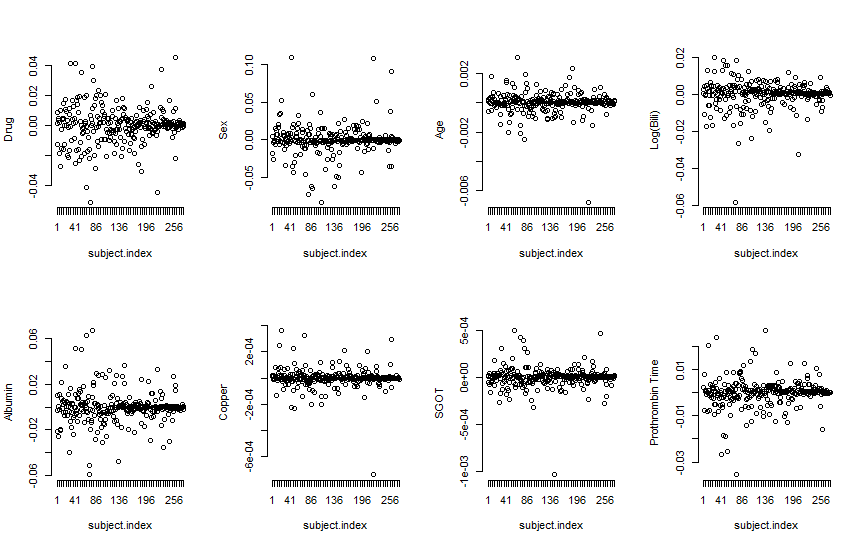 Drug
0.04
0.02
0.00
-0.04
1 41 86 136 196 256
subject.index
Sex
0.10
0.05
0.00
-0.05
1 41 86 136 196 256
subject.index
Age
0.002
-0.002
-0.006
1 41 86 136 196 256
subject.index
Log(Bili)
0.02
0.00
-0.02
-0.04
-0.06
1 41 86 136 196 256
subject.index
Albumin
0.06
0.02
-0.02
-0.06
1 41 86 136 196 256
subject.index
Copper
2e-04
-2e-04
-6e-04
1 41 86 136 196 256
subject.index
SGOT
5e-04
0e+00
-5e-04
-1e-03
1 41 86 136 196 256
subject.index
Prothrombin Time
0.01
-0.01
-0.03
1 41 86 136 196 256
subject.index